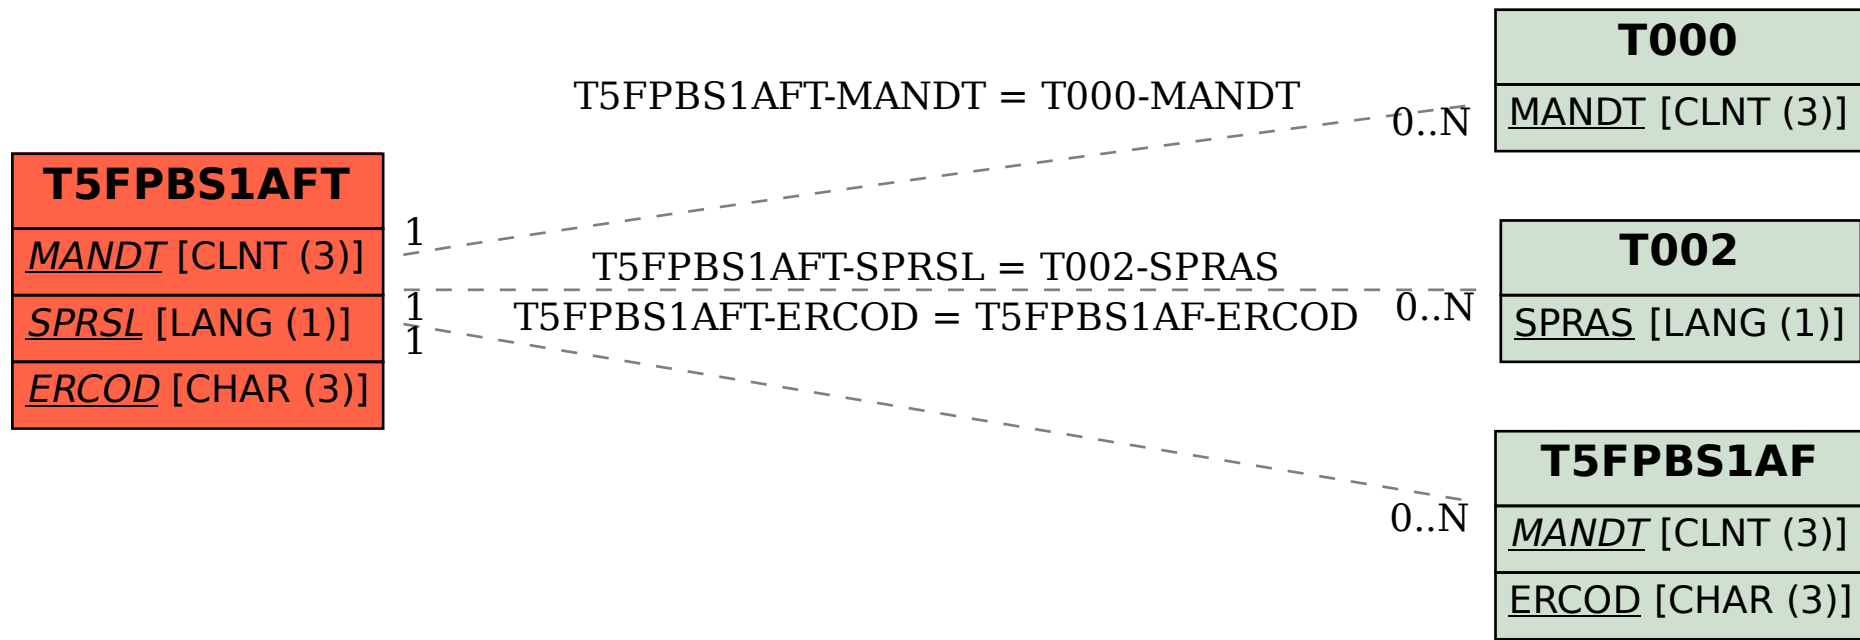 T5FPBS1AFT
MANDT [CLNT (3)]
SPRSL [LANG (1)]
ERCOD [CHAR (3)]
T5FPBS1AFT-MANDT = T000-MANDT
1
0..N
T5FPBS1AFT-SPRSL = T002-SPRAS
1
0..N
T5FPBS1AFT-ERCOD = T5FPBS1AF-ERCOD
1
0..N
T000
MANDT [CLNT (3)]
T002
SPRAS [LANG (1)]
T5FPBS1AF
MANDT [CLNT (3)]
ERCOD [CHAR (3)]